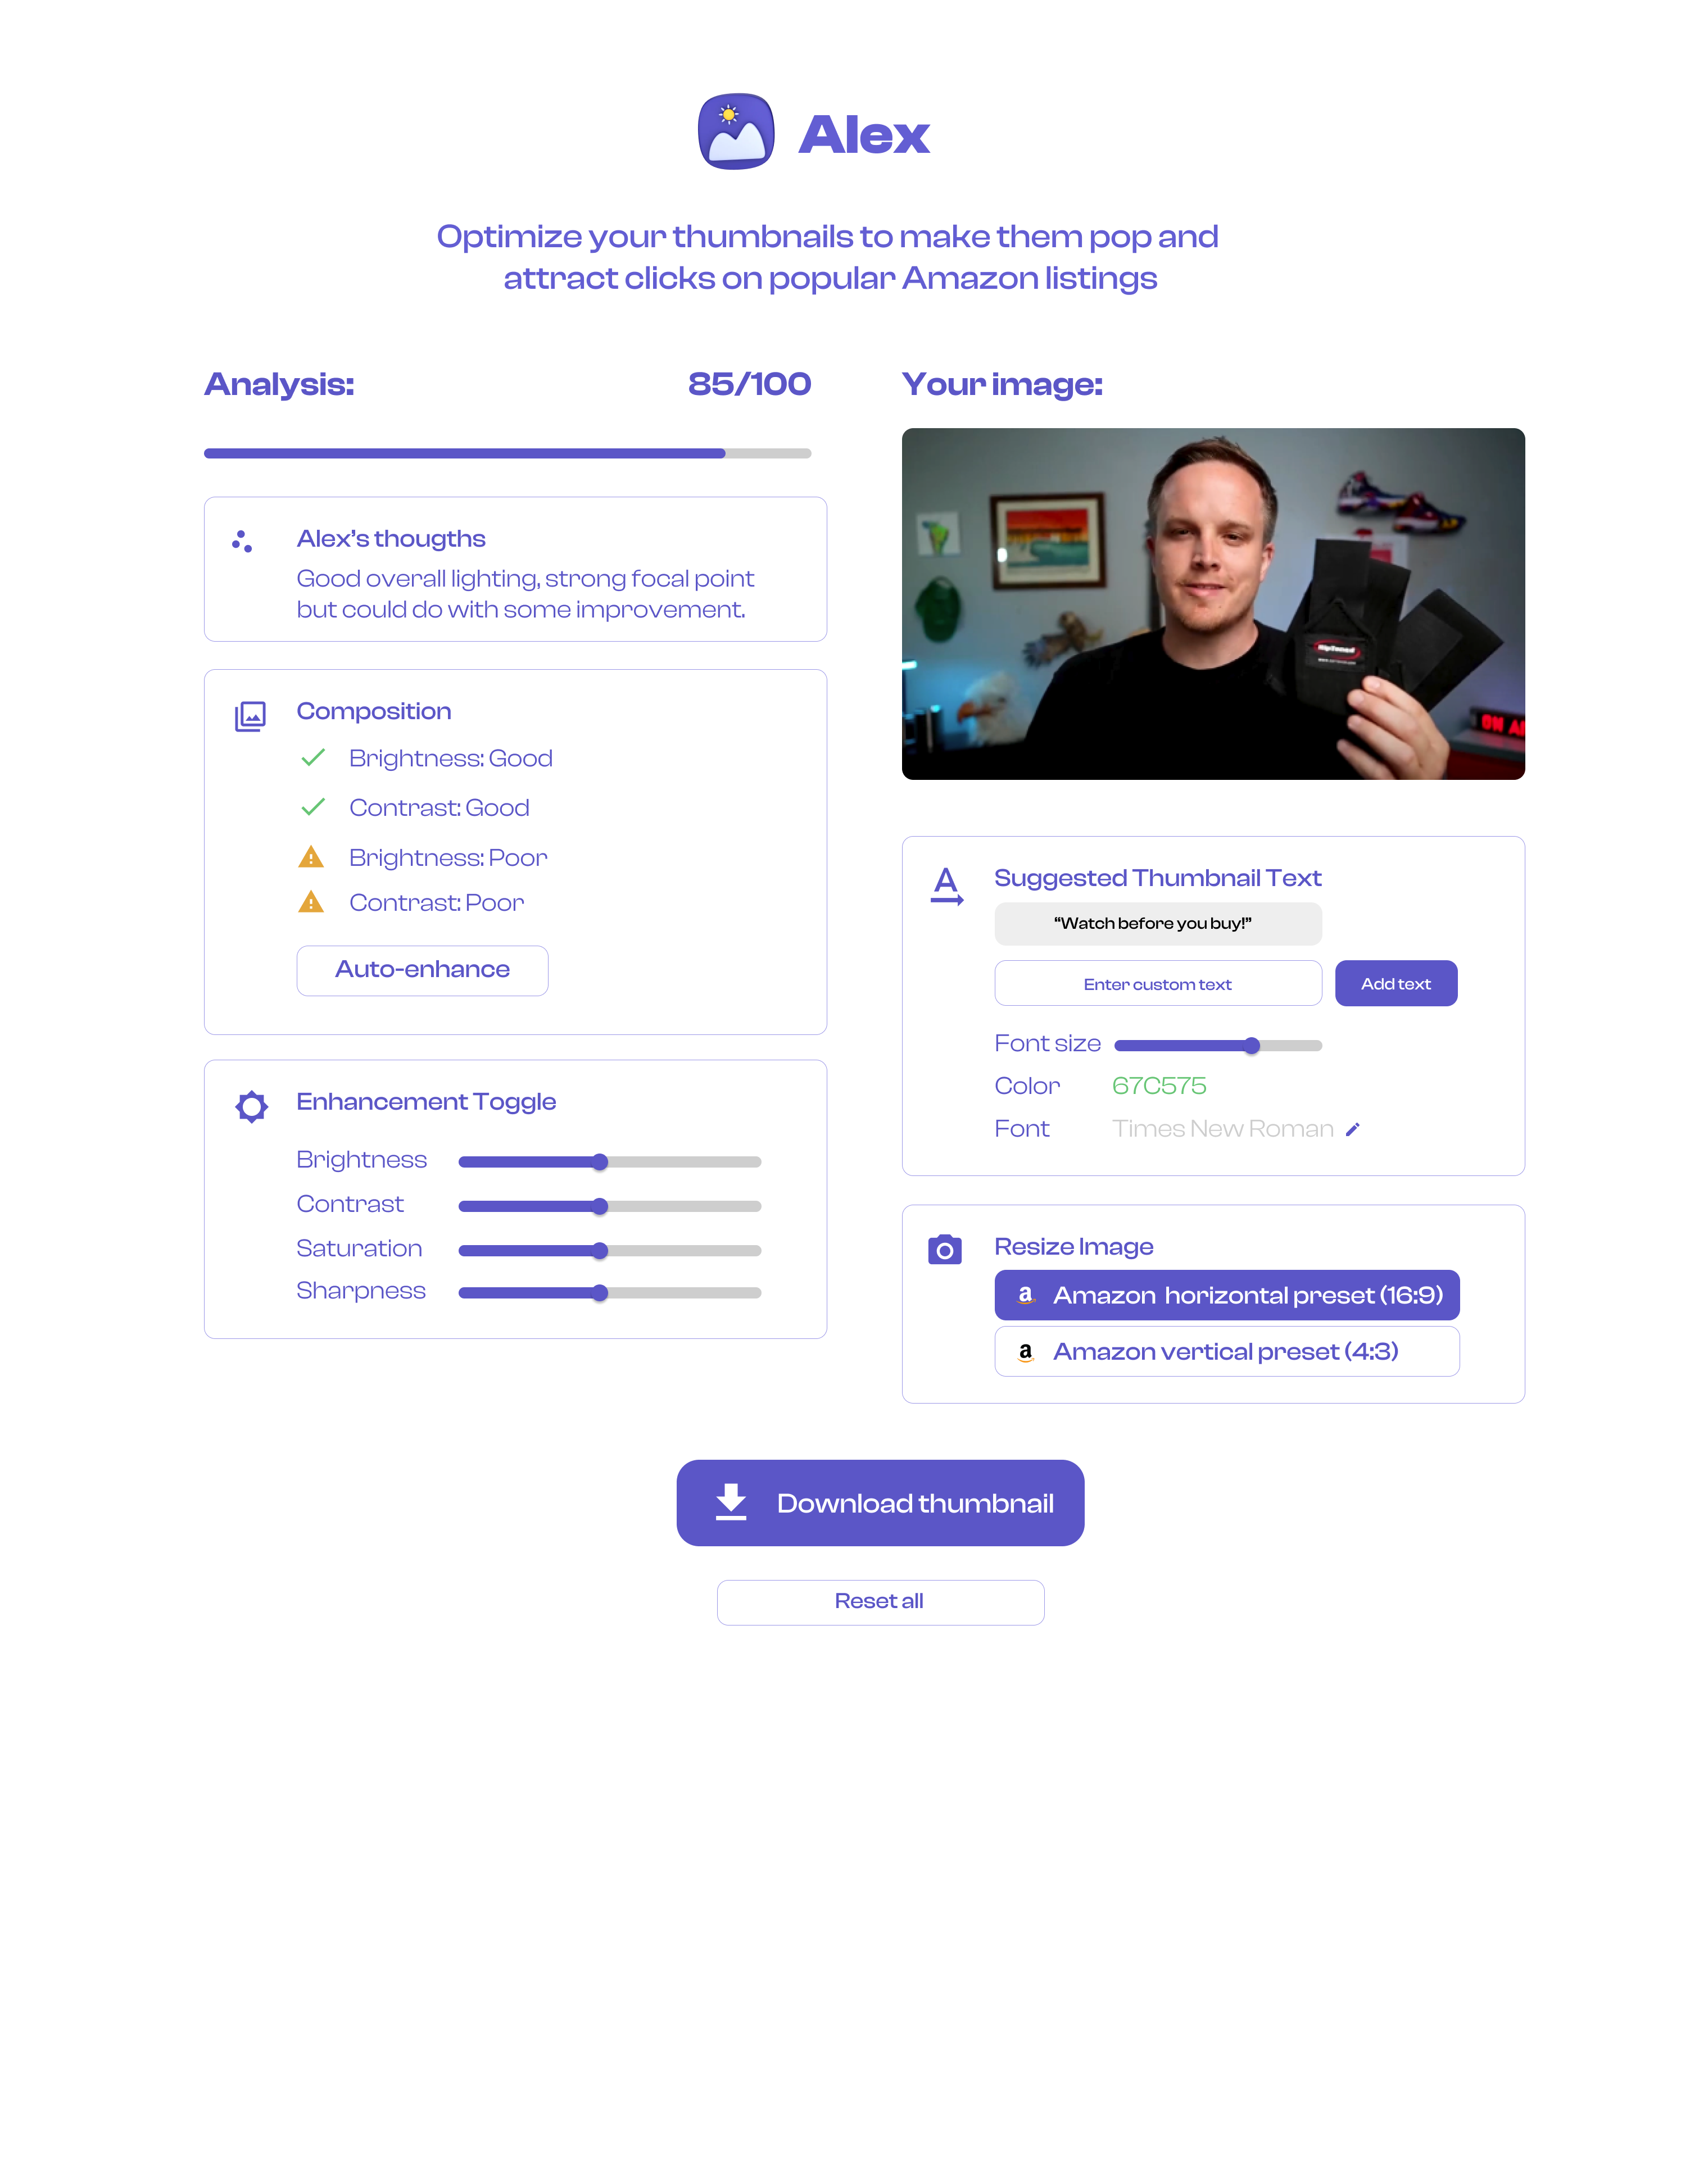 Alex
Optimize your thumbnails to make them pop and
attract clicks on popular Amazon listings
Analysis:
85/100
Alex’s thougths
Good overall lighting, strong focal point
but could do with some improvement.
Composition
Brightness: Good
Contrast: Good
Brightness: Poor
Contrast: Poor
Auto-enhance
Enhancement Toggle
Brightness
Contrast
Saturation
Sharpness
Your image:
ON A
Suggested Thumbnail Text
“Watch before you buy!”
Enter custom text
Add text
Font size
Color
67C575
Font
Times New Roman
Resize Image
a Amazon horizontal preset (16:9)
a Amazon vertical preset (4:3)
Download thumbnail
Reset all